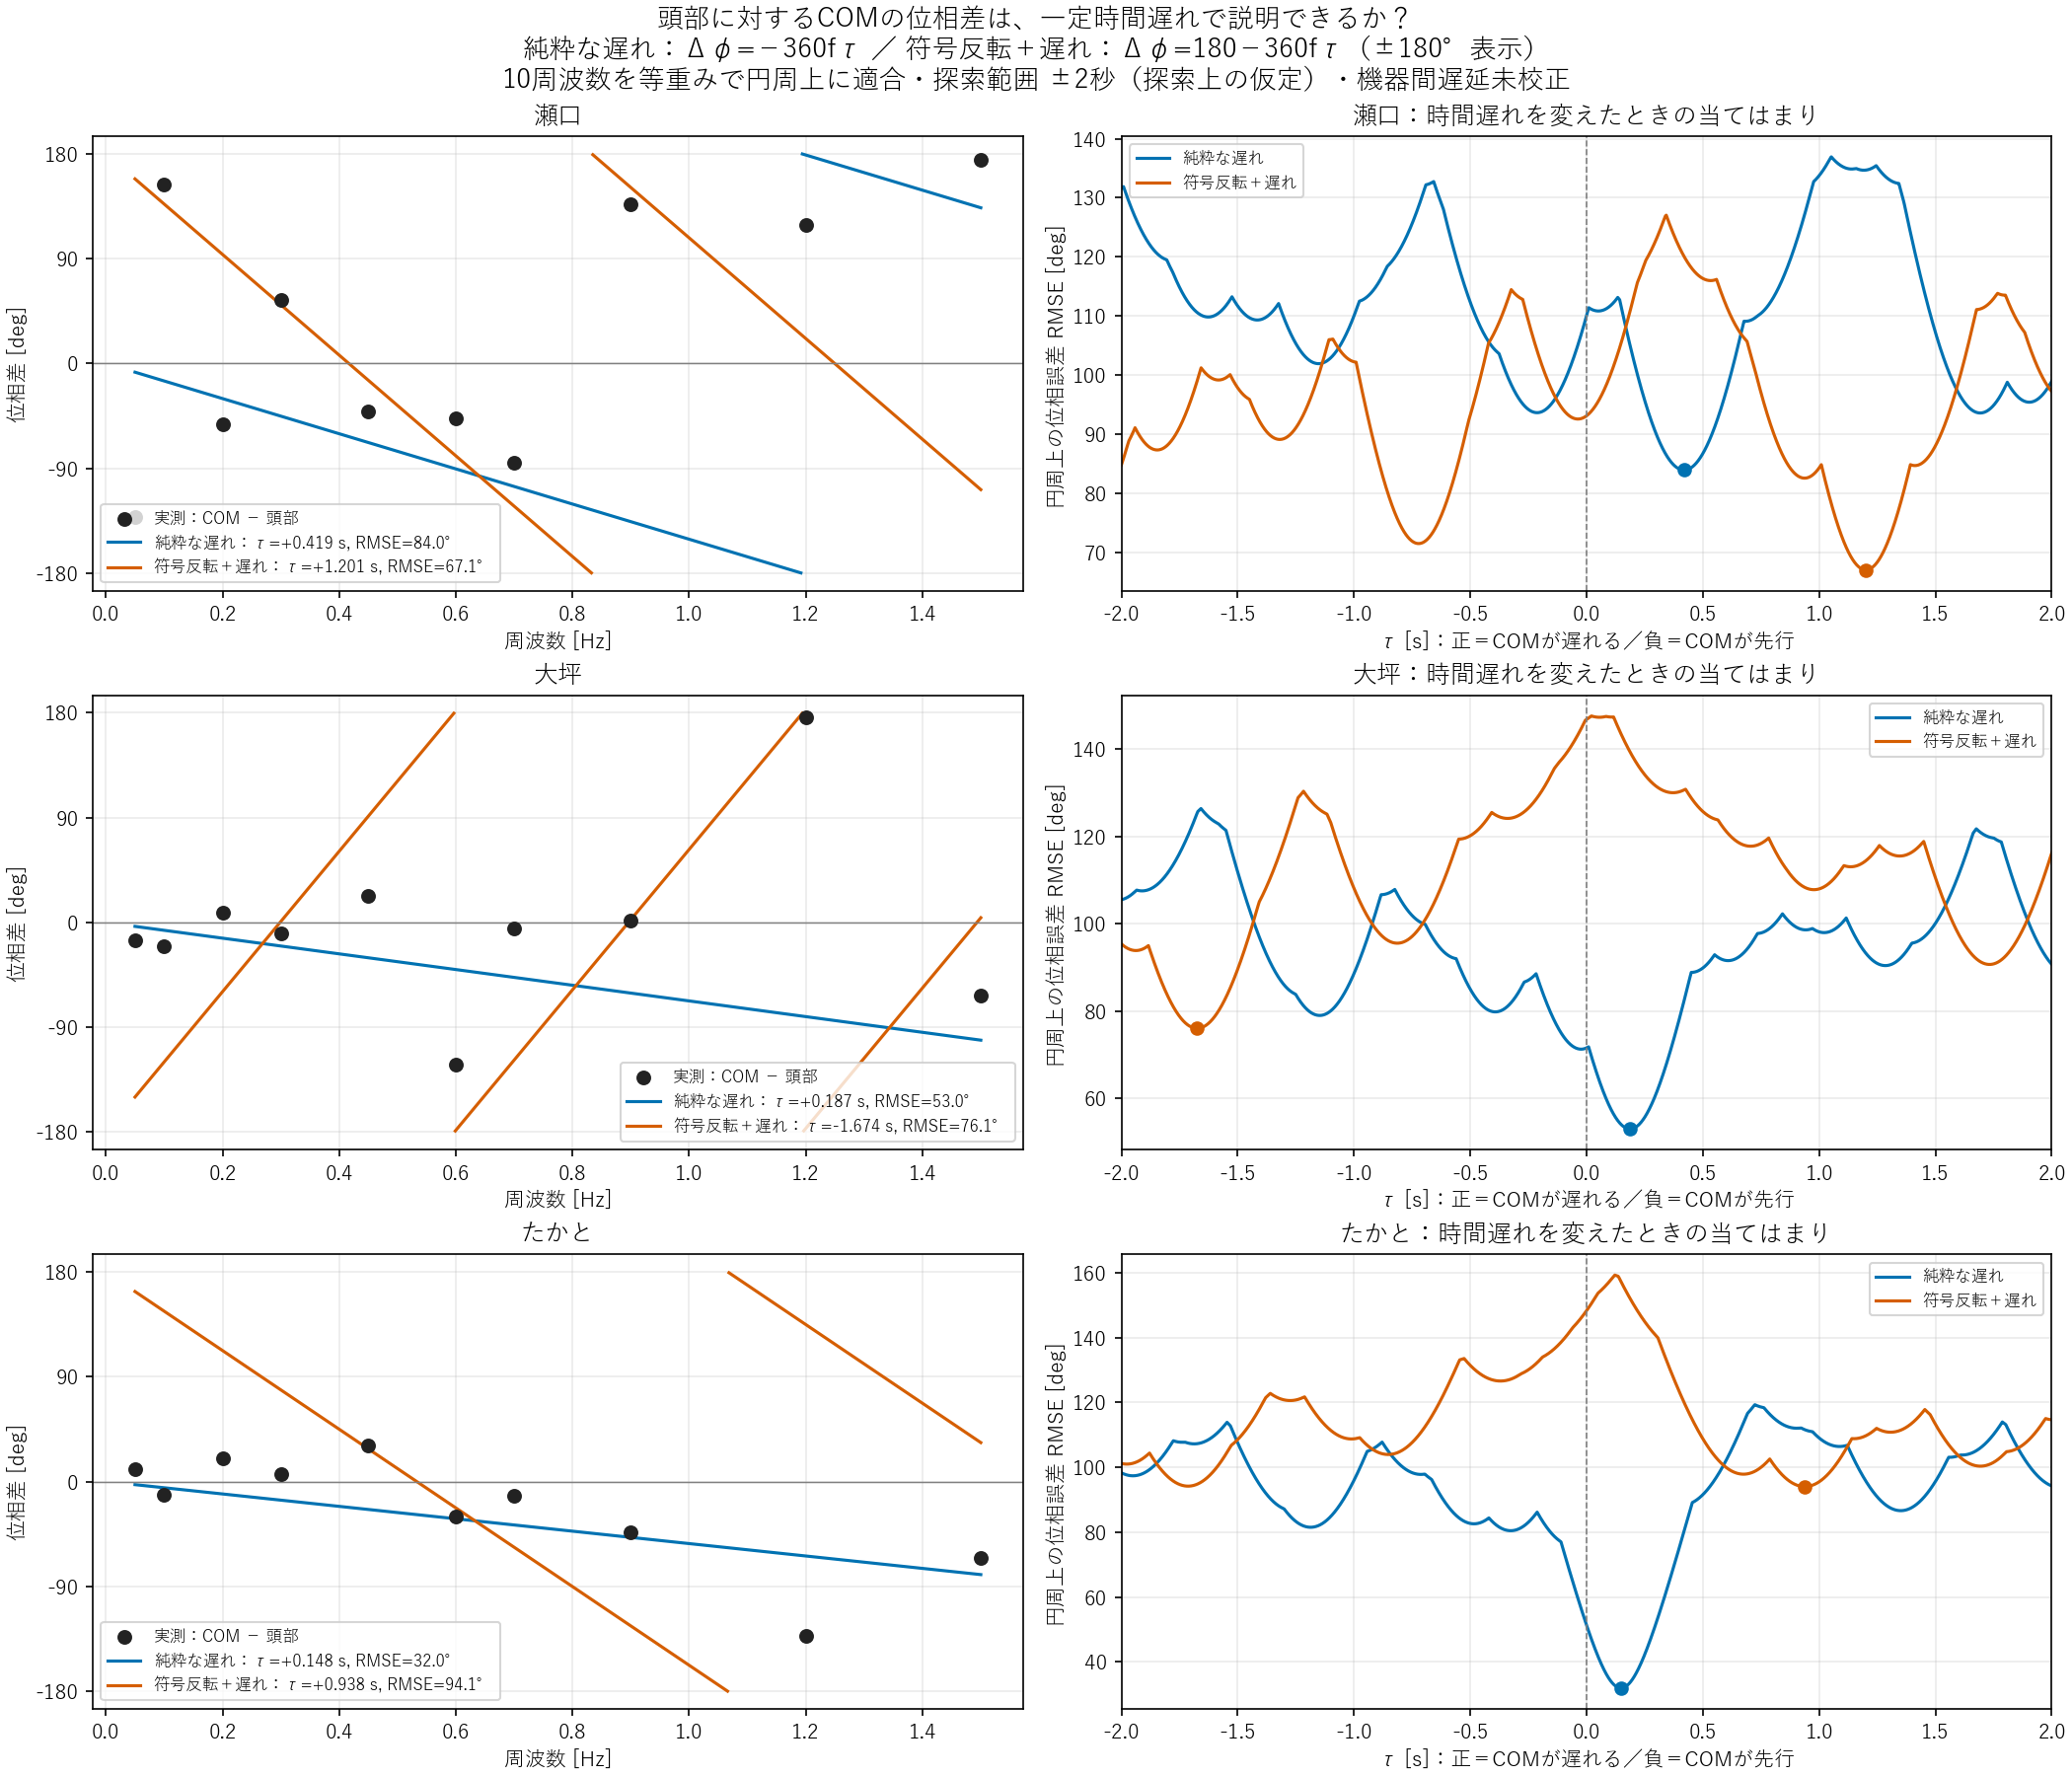 頭部に対するCOMの位相差は、一定時間遅れで説明できるか？
純粋な遅れ：Δφ=−360fτ ／ 符号反転＋遅れ：Δφ=180−360fτ（±180° 表示）
10周波数を等重みで円周上に適合・探索範囲 ±2秒（探索上の仮定）・機器間遅延未校正
瀬口
180
90
0
-90
-180
位相差 [deg]
実測：COM − 頭部
純粋な遅れ：τ=+0.419 s, RMSE=84.0°
符号反転＋遅れ：τ=+1.201 s, RMSE=67.1°
0.0 0.2 0.4 0.6 0.8 1.0 1.2 1.4
周波数 [Hz]
瀬口：時間遅れを変えたときの当てはまり
140
130
120
110
100
90
80
70
円周上の位相誤差 RMSE [deg]
純粋な遅れ
符号反転＋遅れ
-2.0 -1.5 -1.0 -0.5 0.0 0.5 1.0 1.5 2.0
τ [s]：正＝COMが遅れる／負＝COMが先行
大坪
180
90
0
-90
-180
位相差 [deg]
実測：COM − 頭部
純粋な遅れ：τ=+0.187 s, RMSE=53.0°
符号反転＋遅れ：τ=-1.674 s, RMSE=76.1°
0.0 0.2 0.4 0.6 0.8 1.0 1.2 1.4
周波数 [Hz]
大坪：時間遅れを変えたときの当てはまり
140
120
100
80
60
円周上の位相誤差 RMSE [deg]
純粋な遅れ
符号反転＋遅れ
-2.0 -1.5 -1.0 -0.5 0.0 0.5 1.0 1.5 2.0
τ [s]：正＝COMが遅れる／負＝COMが先行
たかと
180
90
0
-90
-180
位相差 [deg]
実測：COM − 頭部
純粋な遅れ：τ=+0.148 s, RMSE=32.0°
符号反転＋遅れ：τ=+0.938 s, RMSE=94.1°
0.0 0.2 0.4 0.6 0.8 1.0 1.2 1.4
周波数 [Hz]
たかと：時間遅れを変えたときの当てはまり
160
140
120
100
80
60
40
円周上の位相誤差 RMSE [deg]
純粋な遅れ
符号反転＋遅れ
-2.0 -1.5 -1.0 -0.5 0.0 0.5 1.0 1.5 2.0
τ [s]：正＝COMが遅れる／負＝COMが先行